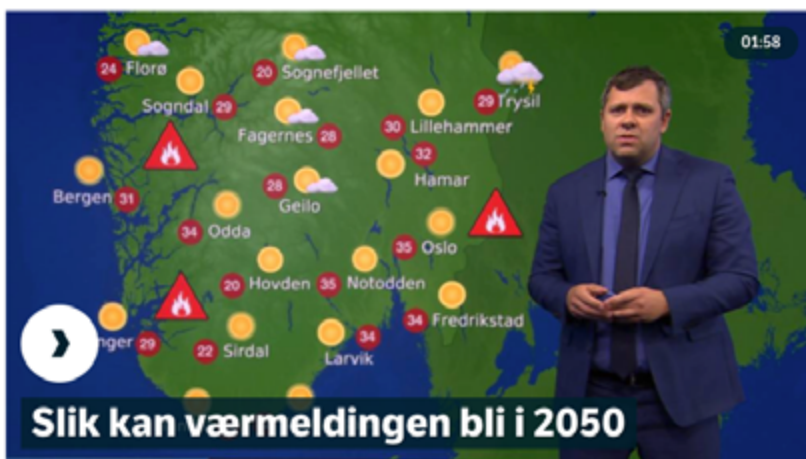 01:58
24 Florø
20 Sognefjellet
Sogndal 29
29 Trysil
Fagernes 28
30 Lillehammer
32
Hamar
Bergen 31
28
Geilo
34 Odda
35 Oslo
20 Hovden
35 Notodden
34 Fredrikstad
29
22 Sirdal
34
Larvik
Slik kan værmeldingen bli i 2050